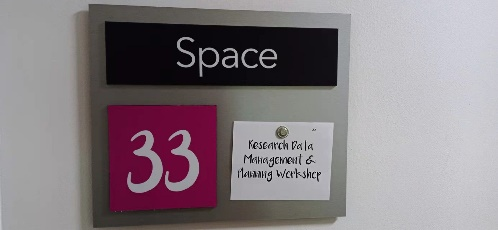 Space
33
Research Data
Management &
Planning Workshop